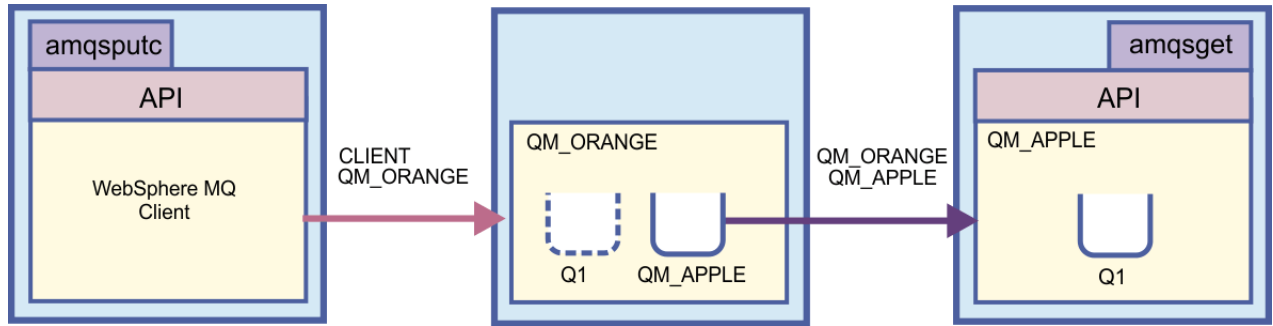 amqsputc
API
WebSphere MQ
Client
CLIENT
QM_ORANGE
QM_ORANGE
Q1
QM_APPLE
QM_ORANGE
QM_APPLE
amqsget
API
QM_APPLE
Q1